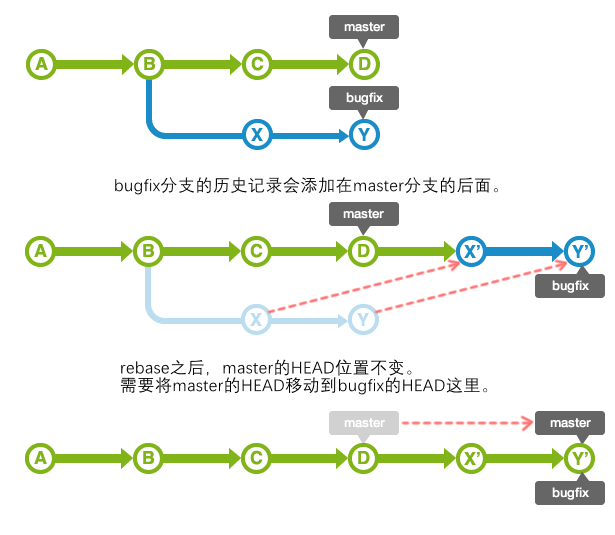 master
A B C D
bugfix
X Y
bugfix分支的历史记录会添加在master分支的后面。
master
A B C D X' Y'
bugfix
X Y
rebase之后，master的HEAD位置不变。
需要将master的HEAD移动到bugfix的HEAD这里。
master master
A B C D X' Y'
bugfix